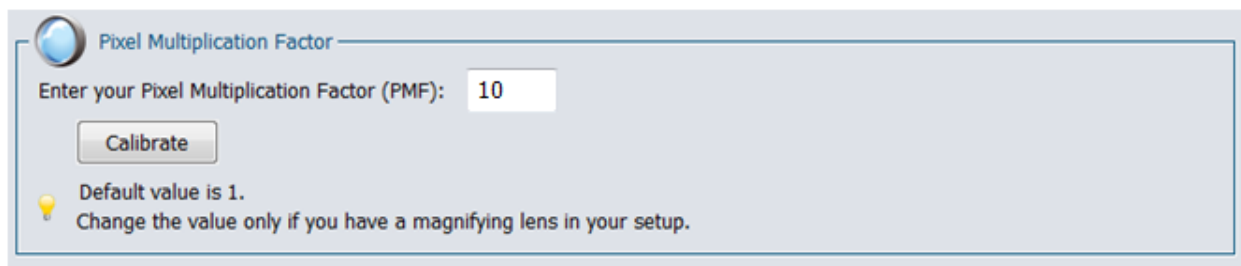 Pixel Multiplication Factor
Enter your Pixel Multiplication Factor (PMF): 10
Calibrate
Default value is 1.
Change the value only if you have a magnifying lens in your setup.